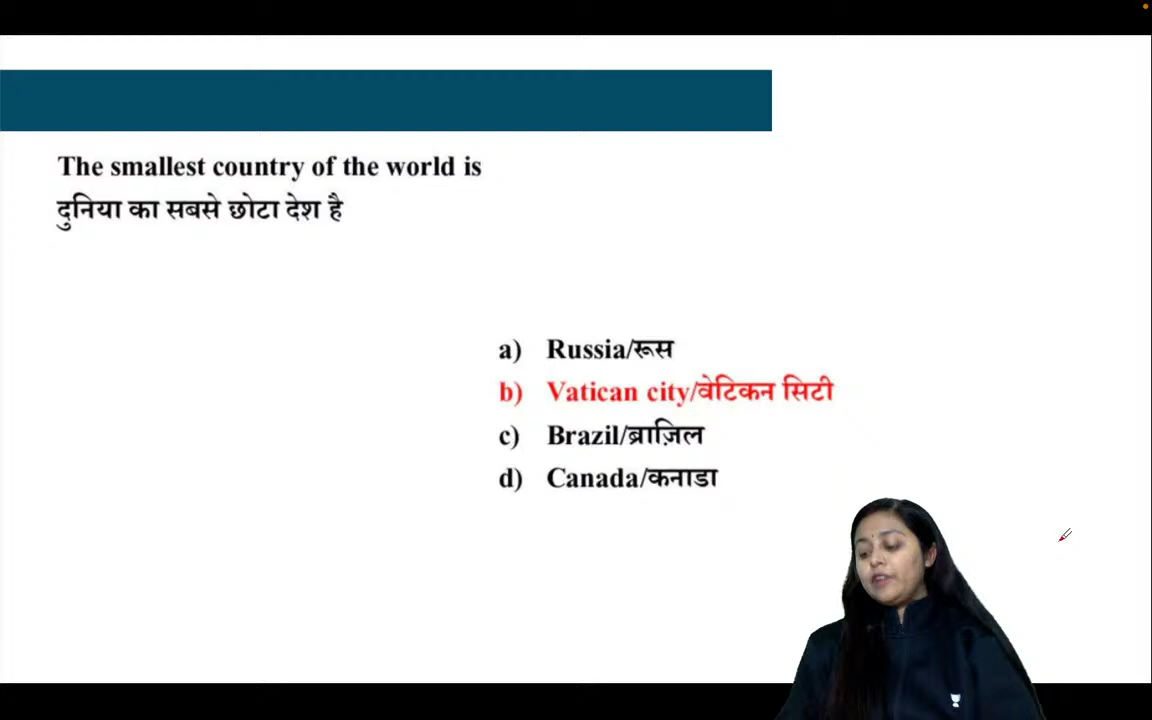 The smallest country of the world is
दुनिया का सबसे छोटा देश है
a) Russia/रूस
b) Vatican city/वेटिकन सिटी
c) Brazil/ब्राज़िल
d) Canada/कनाडा